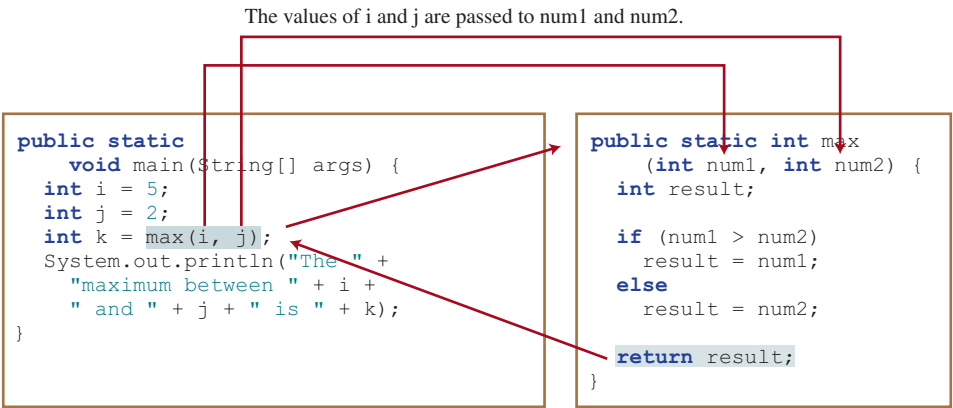 The values of i and j are passed to num1 and num2.
public static
void main(String[] args) {
int i = 5;
int j = 2;
int k = max(i, j);
System.out.println("The " +
"maximum between " + i +
" and " + j + " is " + k);
}
public static int max
(int num1, int num2) {
int result;
if (num1 > num2)
result = num1;
else
result = num2;
return result;
}